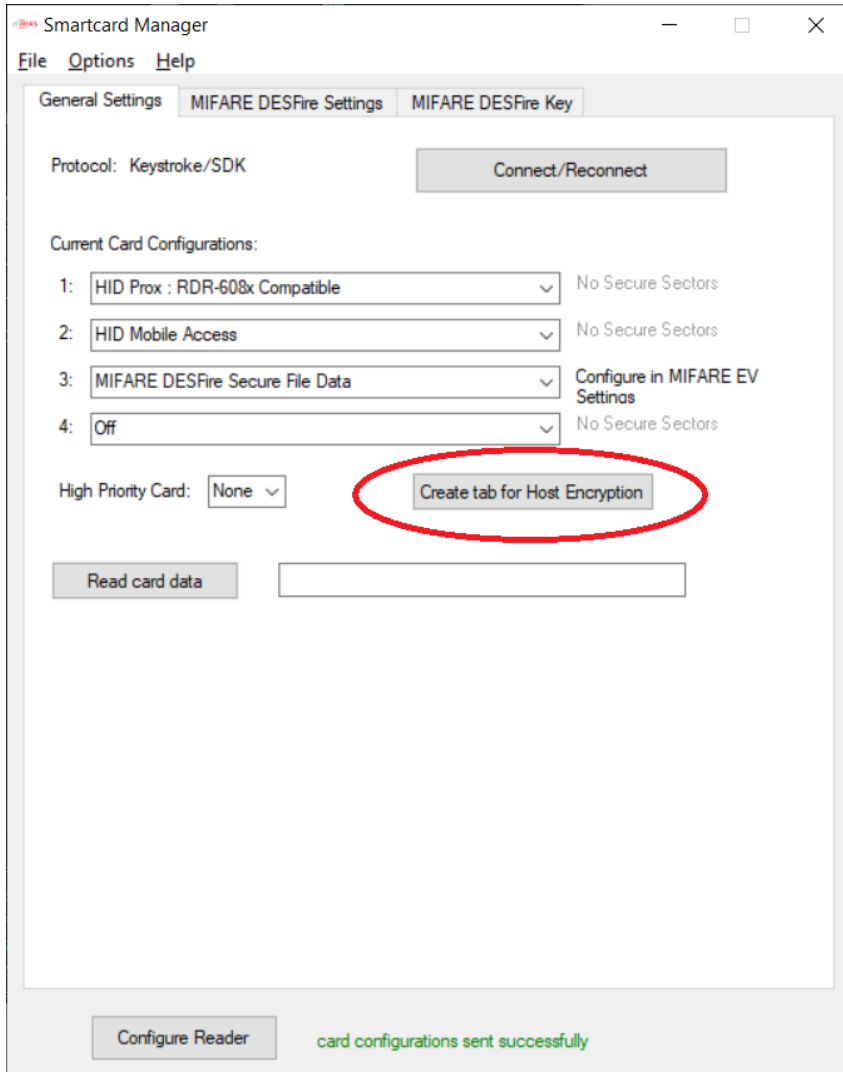 Smartcard Manager
File Options Help
General Settings MIFARE DESFire Settings MIFARE DESFire Key
Protocol: Keystroke/SDK Connect/Reconnect
Current Card Configurations:
1: HID Prox : RDR-608x Compatible No Secure Sectors
2: HID Mobile Access No Secure Sectors
3: MIFARE DESFire Secure File Data Configure in MIFARE EV
Settings
4: Off No Secure Sectors
High Priority Card: None Create tab for Host Encryption
Read card data
Configure Reader card configurations sent successfully